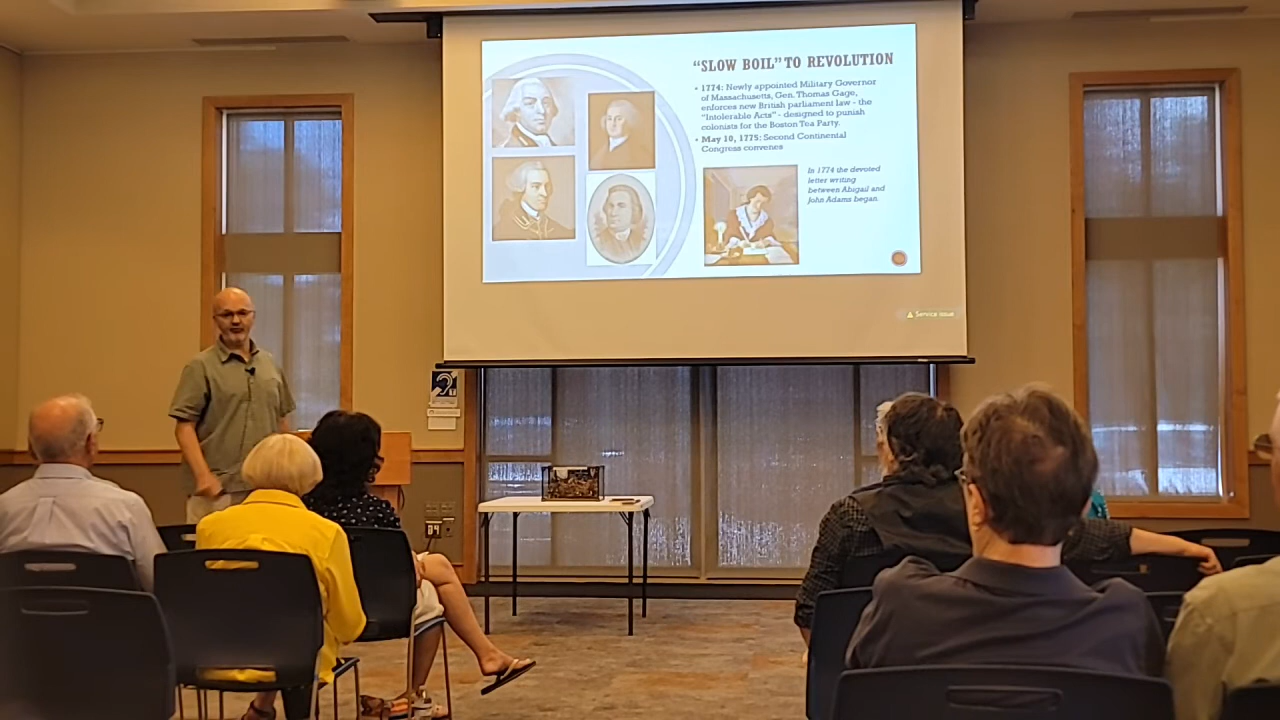 “SLOW BOIL” TO REVOLUTION
• 1774: Newly appointed Military Governor
of Massachusetts, Gen. Thomas Gage,
enforces new British parliament law - the
“Intolerable Acts” - designed to punish
colonists for the Boston Tea Party.
• May 10, 1775: Second Continental
Congress convenes
In 1774 the devoted
letter writing
between Abigail and
John Adams began.
Service issue
T